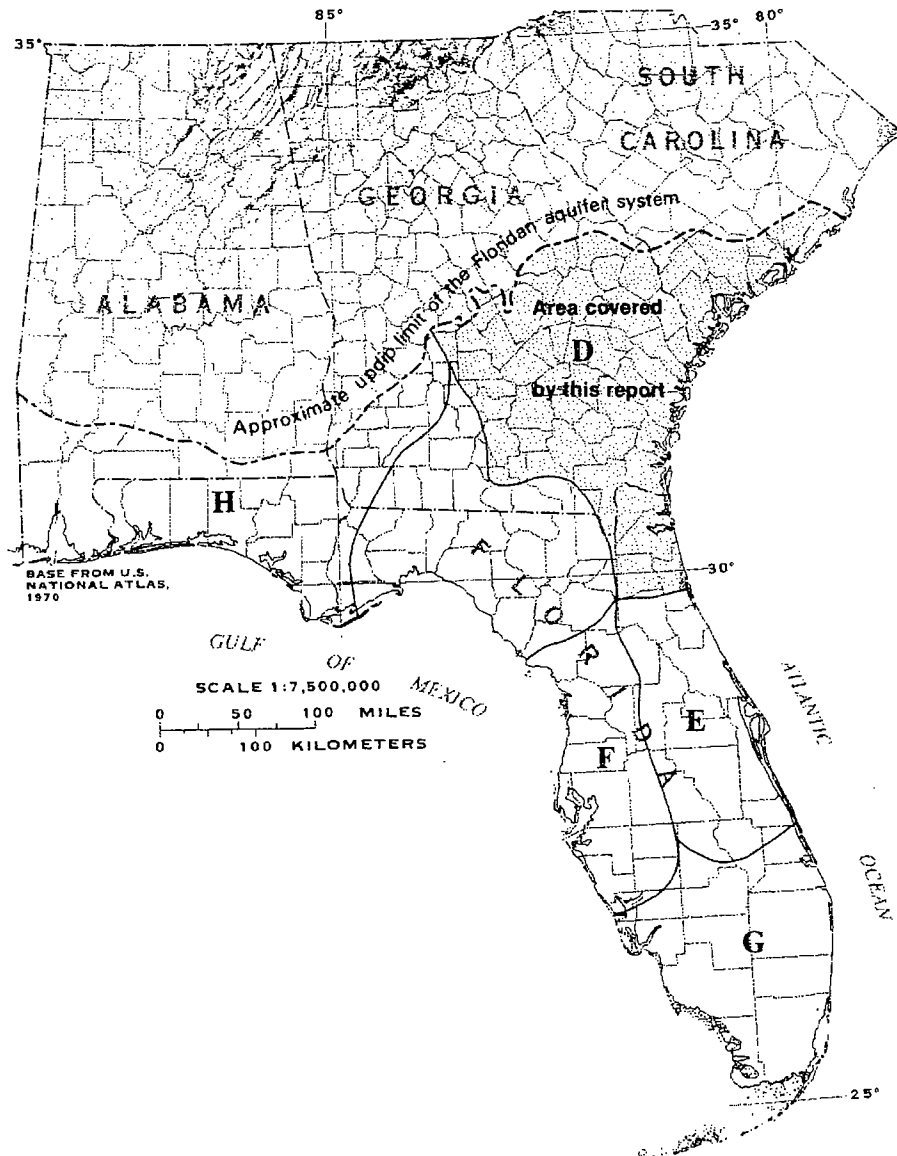 85°
35° 80°
35°
SOUTH
CAROLINA
GEORGIA
Approximate updip limit of the Floridan aquifer system
ALABAMA
Area covered
D
by this report
H
BASE FROM U.S.
NATIONAL ATLAS,
1970
30°
FLORIDA
GULF OF MEXICO
SCALE 1:7,500,000
0 50 100 MILES
0 100 KILOMETERS
ATLANTIC OCEAN
E
F
G
25°